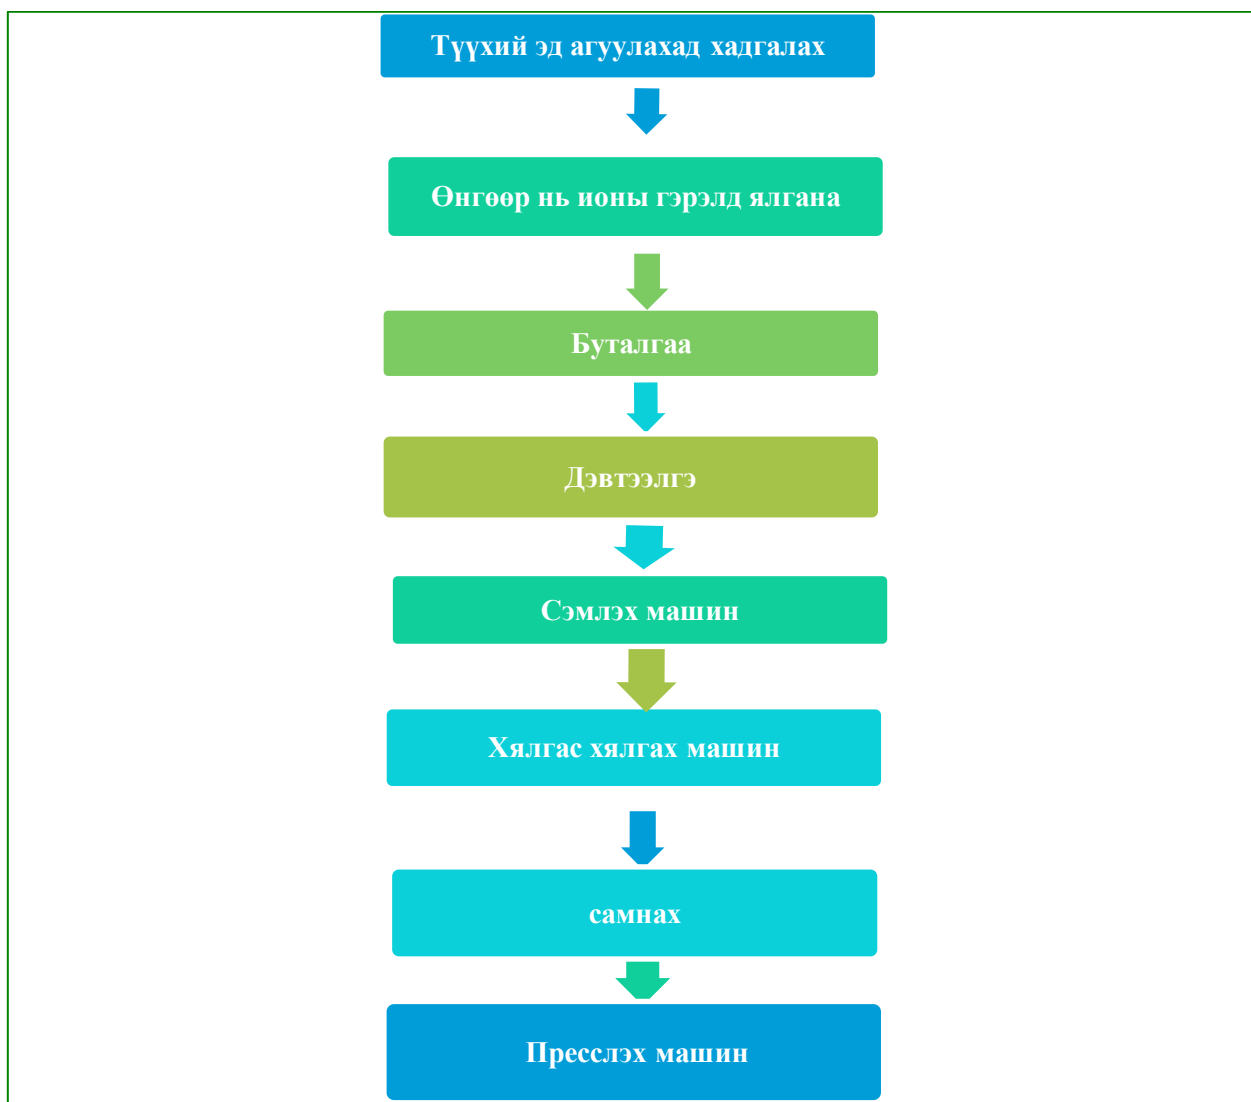 Түүхий эд агуулахад хадгалах
Өнгөөр нь ионы гэрэлд ялгана
Буталгаа
Дэвтээлгэ
Сэмлэх машин
Хялгас хялгах машин
самнах
Пресслэх машин